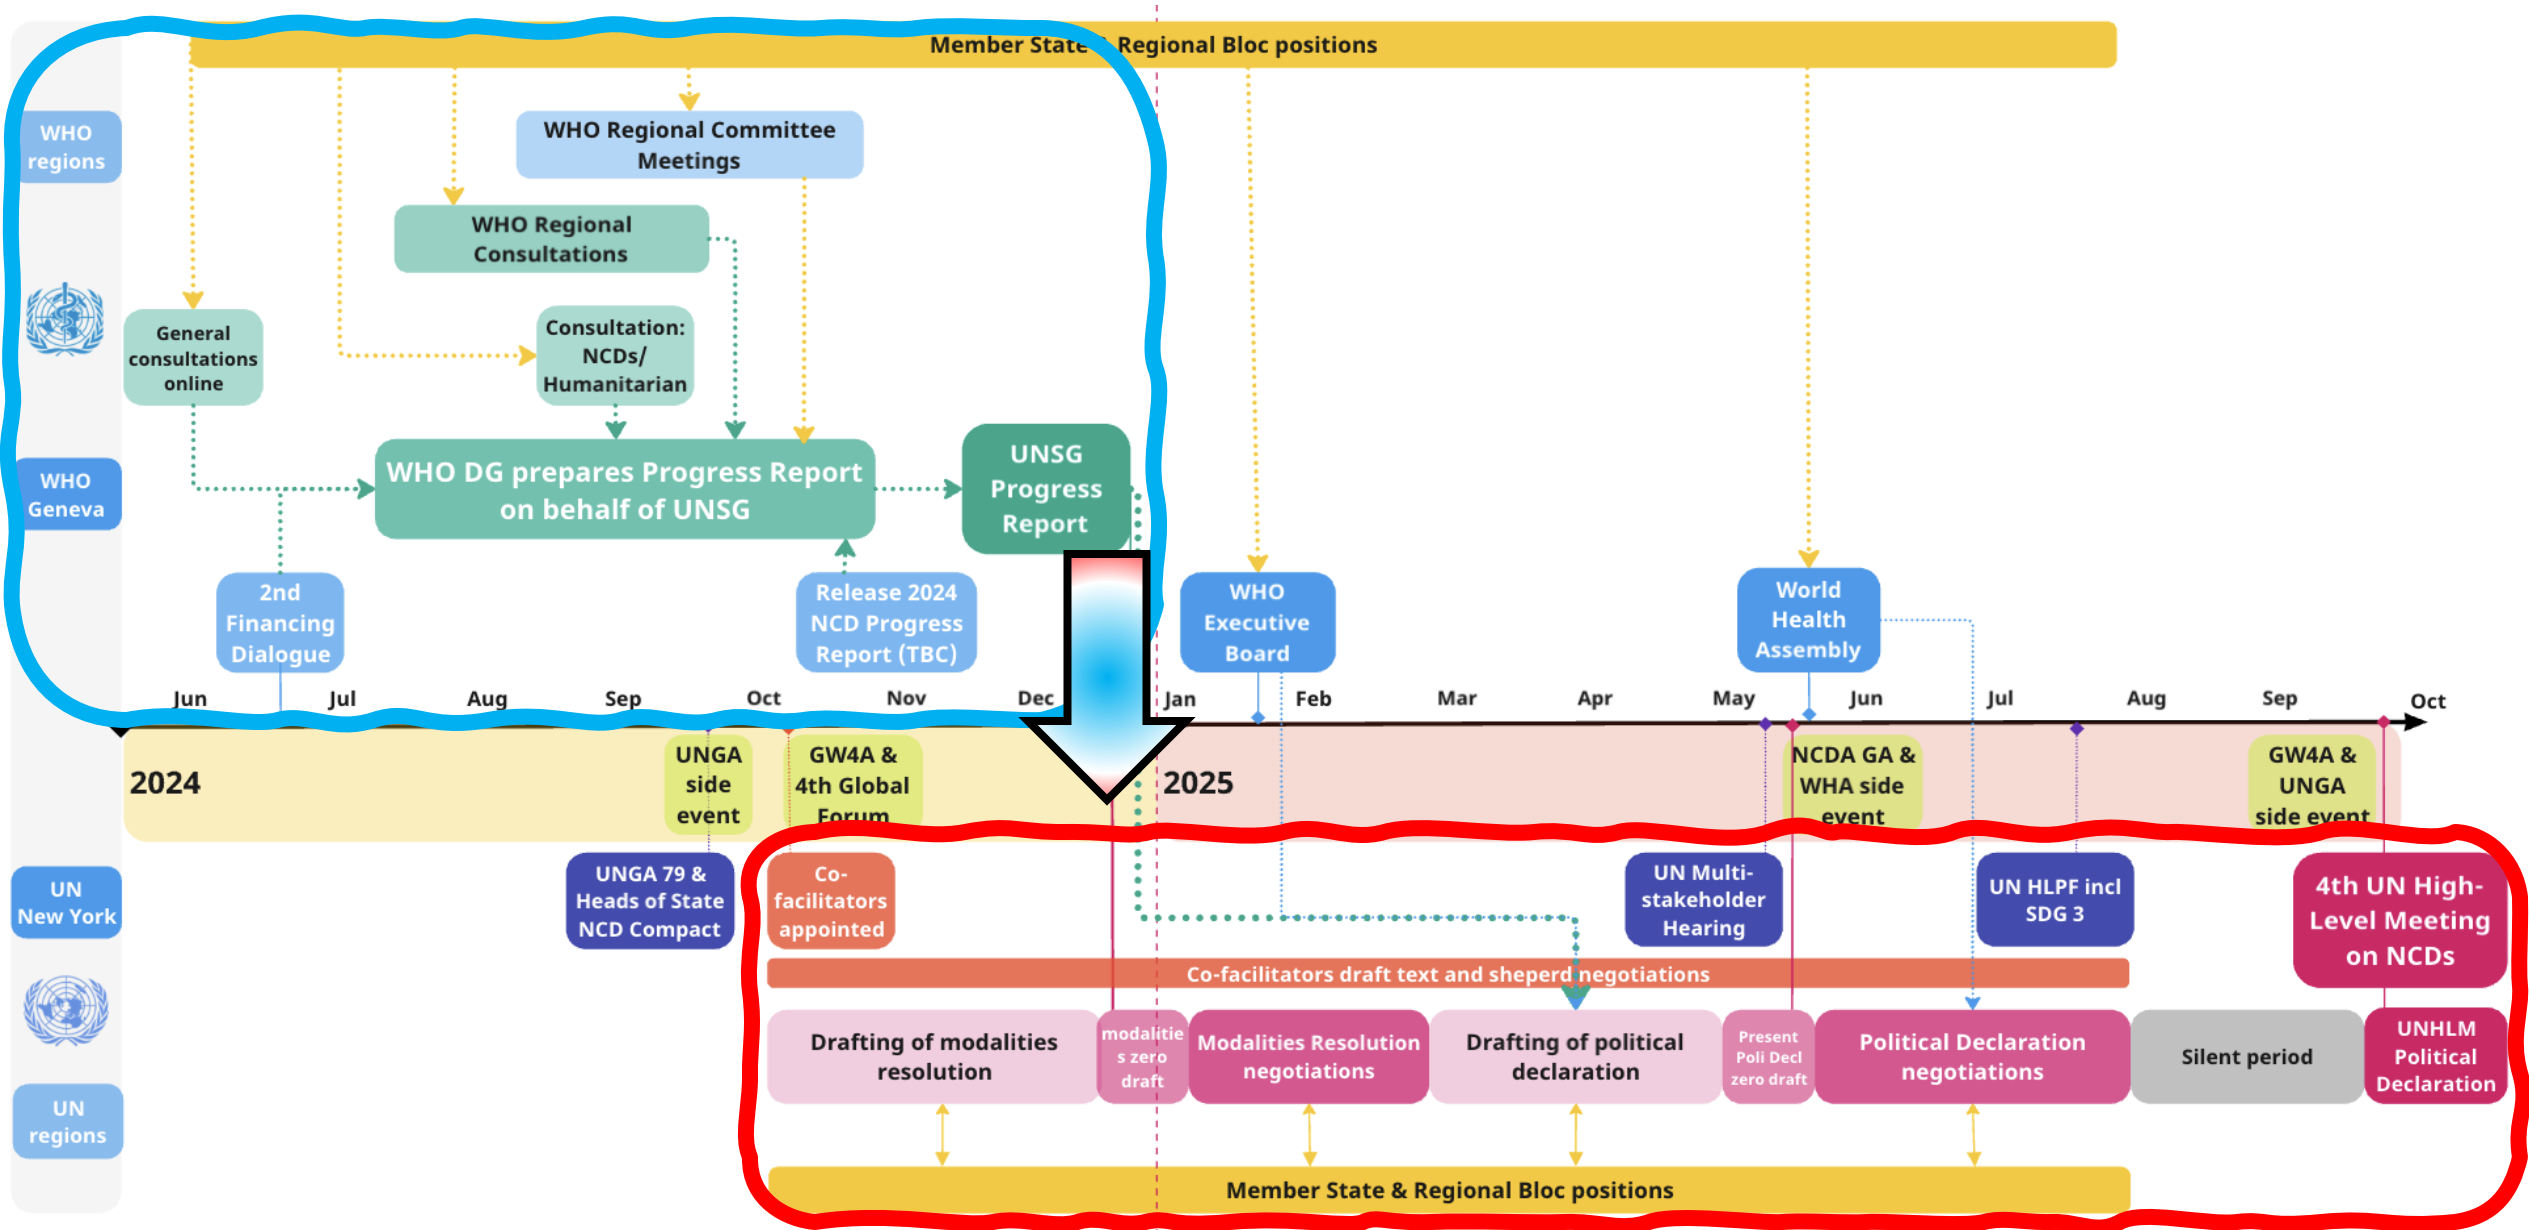 Member State & Regional Bloc positions
WHO
regions
WHO Regional Committee
Meetings
WHO Regional
Consultations
General
consultations
online
Consultation:
NCDs/
Humanitarian
WHO
Geneva
WHO DG prepares Progress Report
on behalf of UNSG
UNSG
Progress
Report
2nd
Financing
Dialogue
Release 2024
NCD Progress
Report (TBC)
WHO
Executive
Board
World
Health
Assembly
Jun
Jul
Aug
Sep
Oct
Nov
Dec
Jan
Feb
Mar
Apr
May
Jun
Jul
Aug
Sep
Oct
2024
UNGA
side
event
GW4A &
4th Global
Forum
2025
NCDA GA &
WHA side
event
GW4A &
UNGA
side event
UN
New York
UNGA 79 &
Heads of State
NCD Compact
Co-
facilitators
appointed
UN Multi-
stakeholder
Hearing
UN HLPF incl
SDG 3
4th UN High-
Level Meeting
on NCDs
Co-facilitators draft text and sheperd negotiations
Drafting of modalities
resolution
modalitie
s zero
draft
Modalities Resolution
negotiations
Drafting of political
declaration
Present
Poli Decl
zero draft
Political Declaration
negotiations
Silent period
UNHLM
Political
Declaration
UN
regions
Member State & Regional Bloc positions